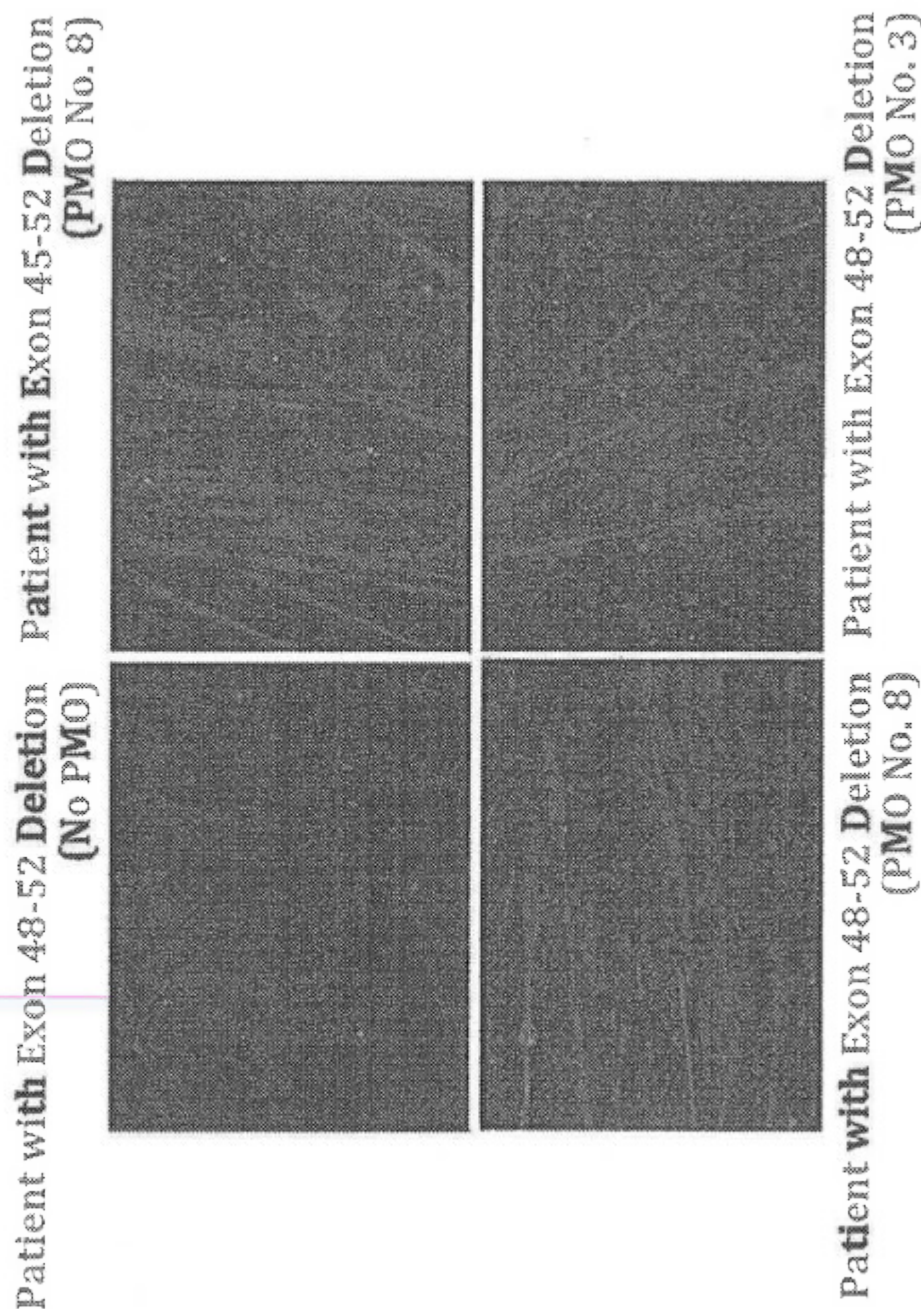 Patient with Exon 48-52 Deletion
(No PMO)
Patient with Exon 45-52 Deletion
(PMO No. 8)
Patient with Exon 48-52 Deletion
(PMO No. 8)
Patient with Exon 48-52 Deletion
(PMO No. 3)